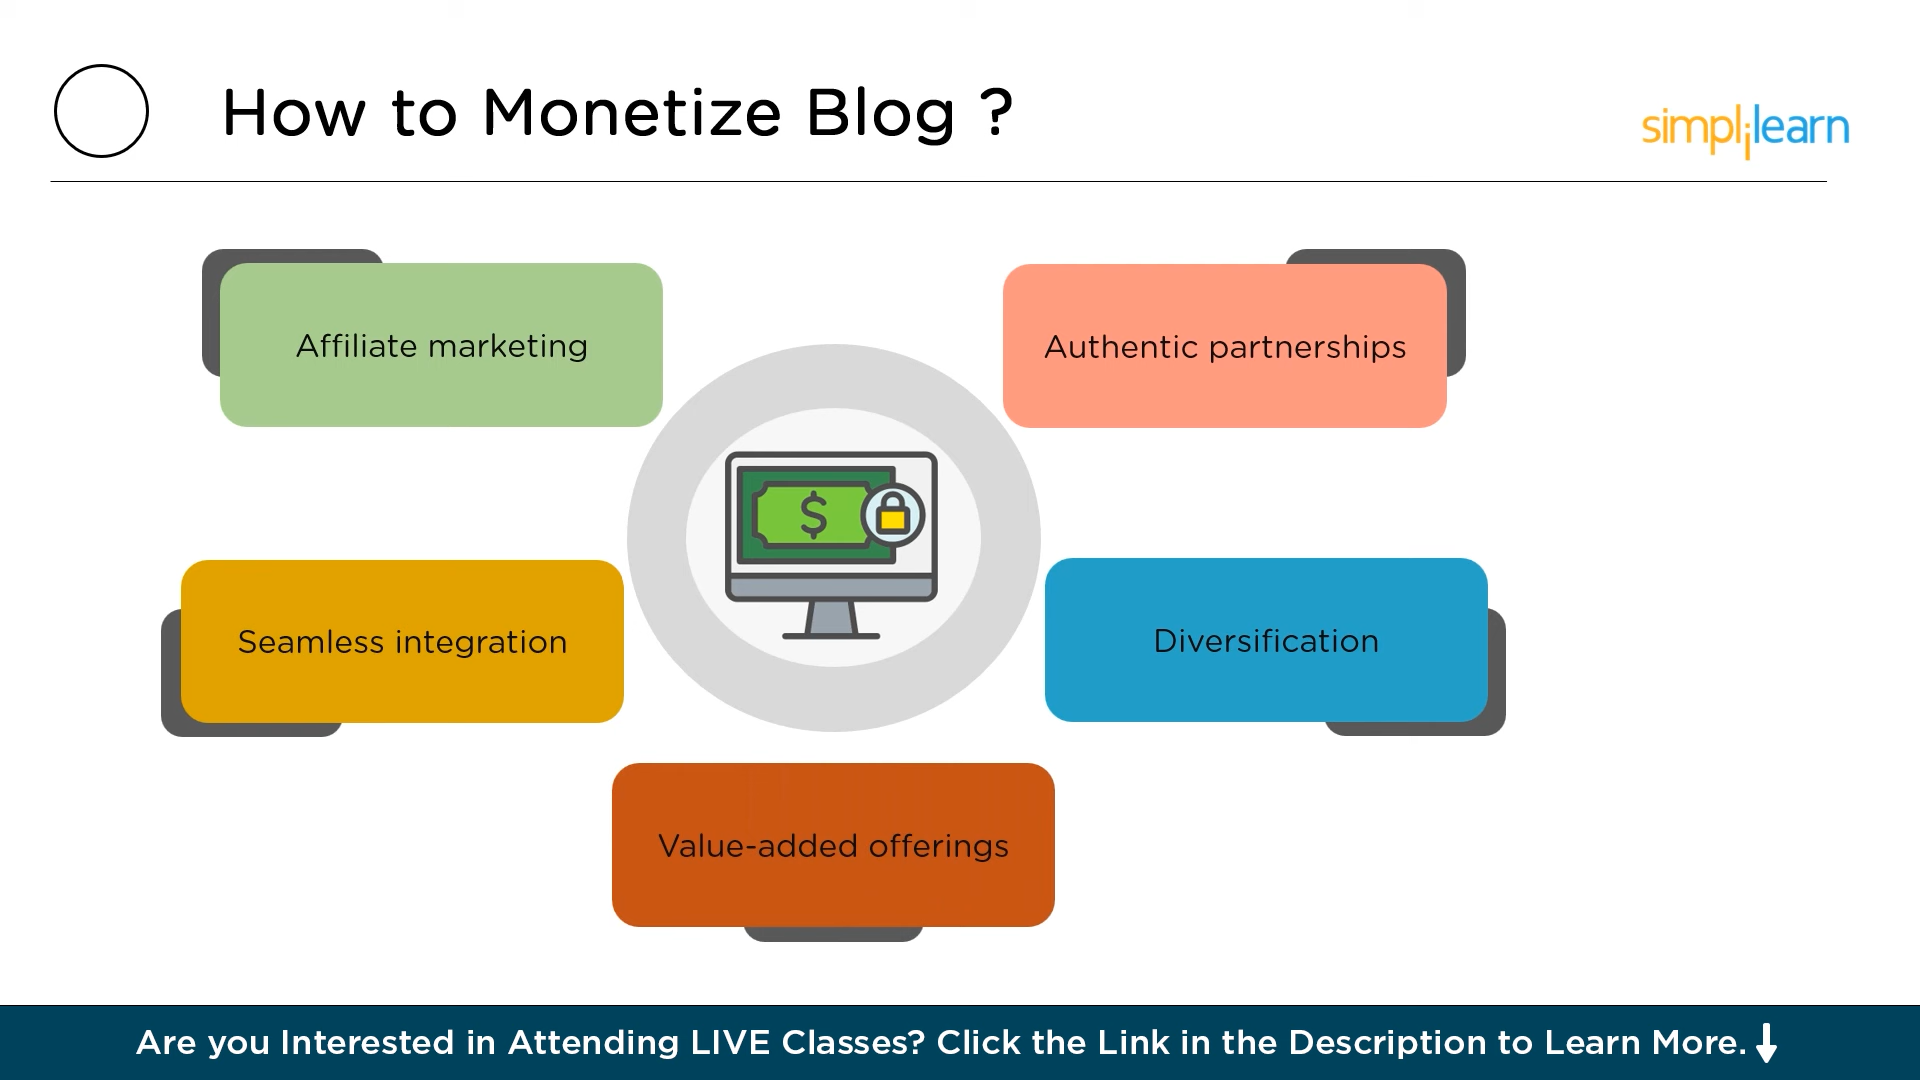 How to Monetize Blog ?
simplilearn
Affiliate marketing
Authentic partnerships
$
Seamless integration
Diversification
Value-added offerings
Are you Interested in Attending LIVE Classes? Click the Link in the Description to Learn More.